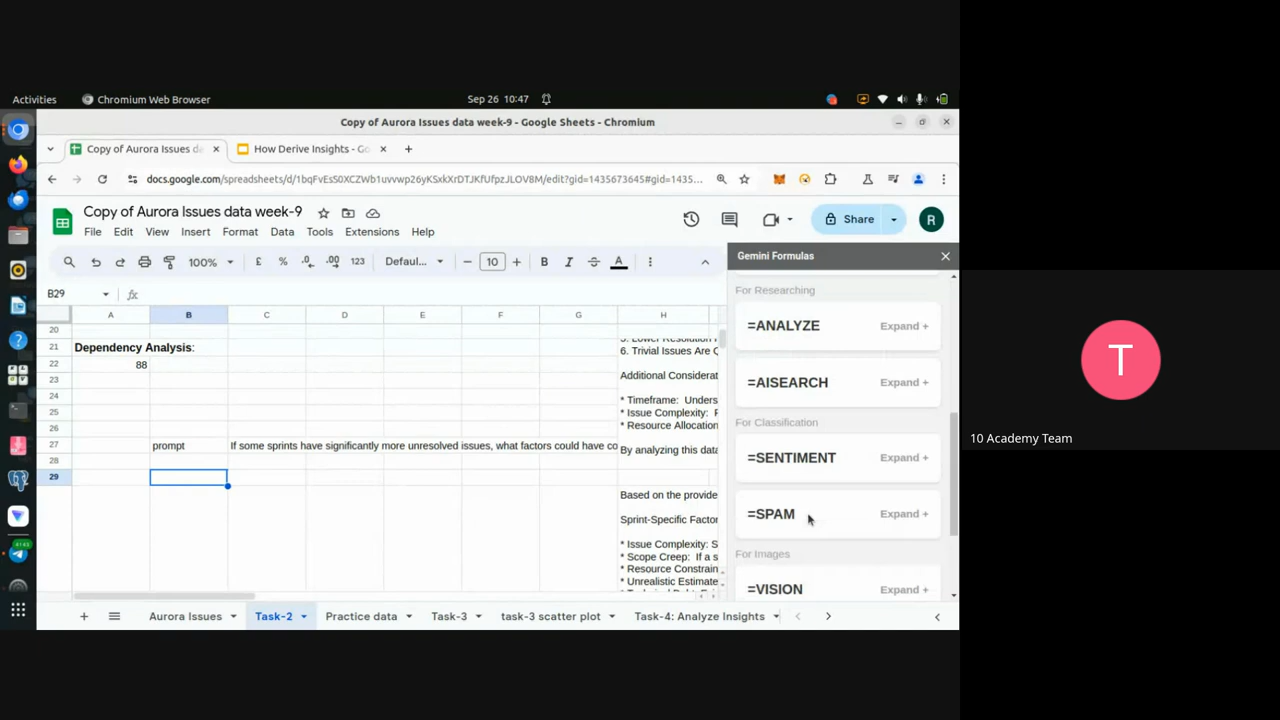 Activities
Chromium Web Browser
Sep 26 10:47
Copy of Aurora Issues data week-9 - Google Sheets - Chromium
Copy of Aurora Issues da
How Derive Insights - Go
docs.google.com/spreadsheets/d/1bqFvEsS0XCZWb1uvvwp26yKSxkXrDTJKfUfpzJLOV8M/edit?gid=1435673645#gid=1435...
Copy of Aurora Issues data week-9
File Edit View Insert Format Data Tools Extensions Help
Share
R
100%
£ % .0 .00 123
Defaul...
10
B I
A
Gemini Formulas
B29
fx
A B C D E F G H
For Researching
=ANALYZE Expand +
=AISEARCH Expand +
For Classification
=SENTIMENT Expand +
=SPAM Expand +
For Images
=VISION Expand +
20
21 Dependency Analysis:
6. Trivial Issues Are Q
22 88
Additional Considerat
23
24
* Timeframe: Unders
25
* Issue Complexity: F
26
* Resource Allocation
27 prompt If some sprints have significantly more unresolved issues, what factors could have co
By analyzing this data
28
29
Based on the provide
Sprint-Specific Factor
* Issue Complexity: S
* Scope Creep: If a s
* Resource Constrain
* Unrealistic Estimate
Aurora Issues
Task-2
Practice data
Task-3
task-3 scatter plot
Task-4: Analyze Insights
T
10 Academy Team